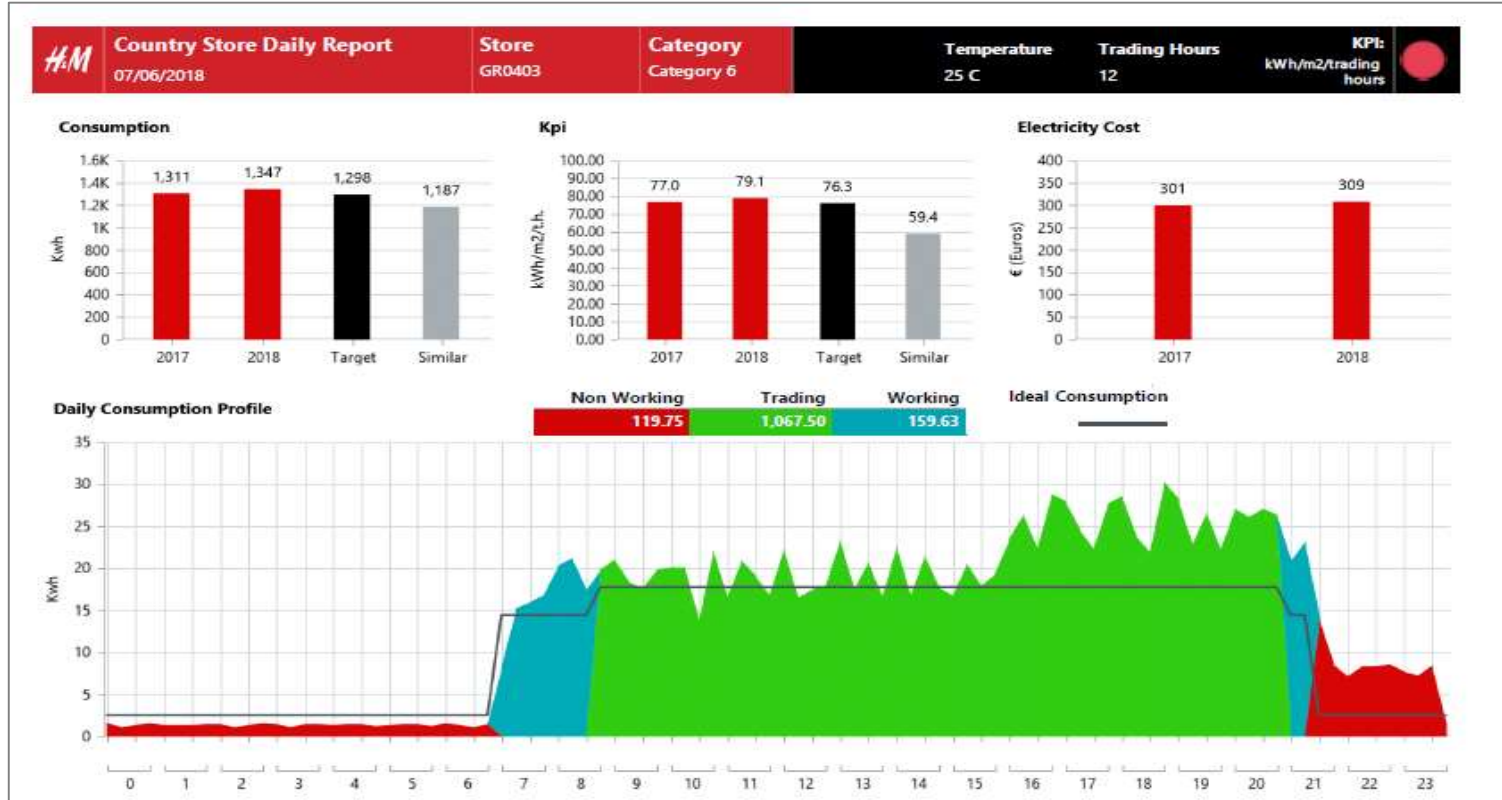 H&M
Country Store Daily Report
07/06/2018
Store
GR0403
Category
Category 6
Temperature
25 C
Trading Hours
12
KPI:
kWh/m2/trading
hours
Consumption
Kwh
1.6K
1.4K
1.2K
1K
800
600
400
200
0
1,311
1,347
1,298
1,187
2017
2018
Target
Similar
Kpi
kWh/m2/t.h.
100.00
90.00
80.00
70.00
60.00
50.00
40.00
30.00
20.00
10.00
0.00
77.0
79.1
76.3
59.4
2017
2018
Target
Similar
Electricity Cost
€ (Euros)
400
350
300
250
200
150
100
50
0
301
309
2017
2018
Daily Consumption Profile
Non Working Trading Working
119.75 1,067.50 159.63
Ideal Consumption
Kwh
35
30
25
20
15
10
5
0
0 1 2 3 4 5 6 7 8 9 10 11 12 13 14 15 16 17 18 19 20 21 22 23